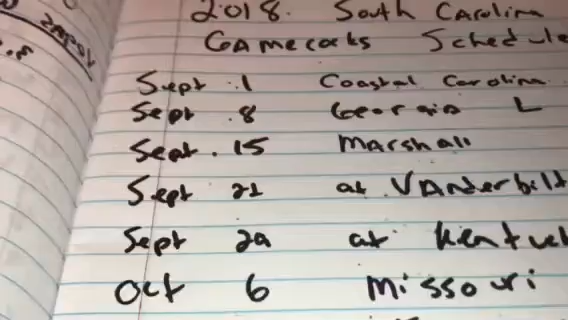 2018 South Carolina
Gamecocks Schedule
Sept. 1 Coastal Carolina
Sept. 8 Georgia L
Sept. 15 Marshall
Sept 22 at Vanderbilt
Sept 29 at Kentuc
Oct 6 Missouri